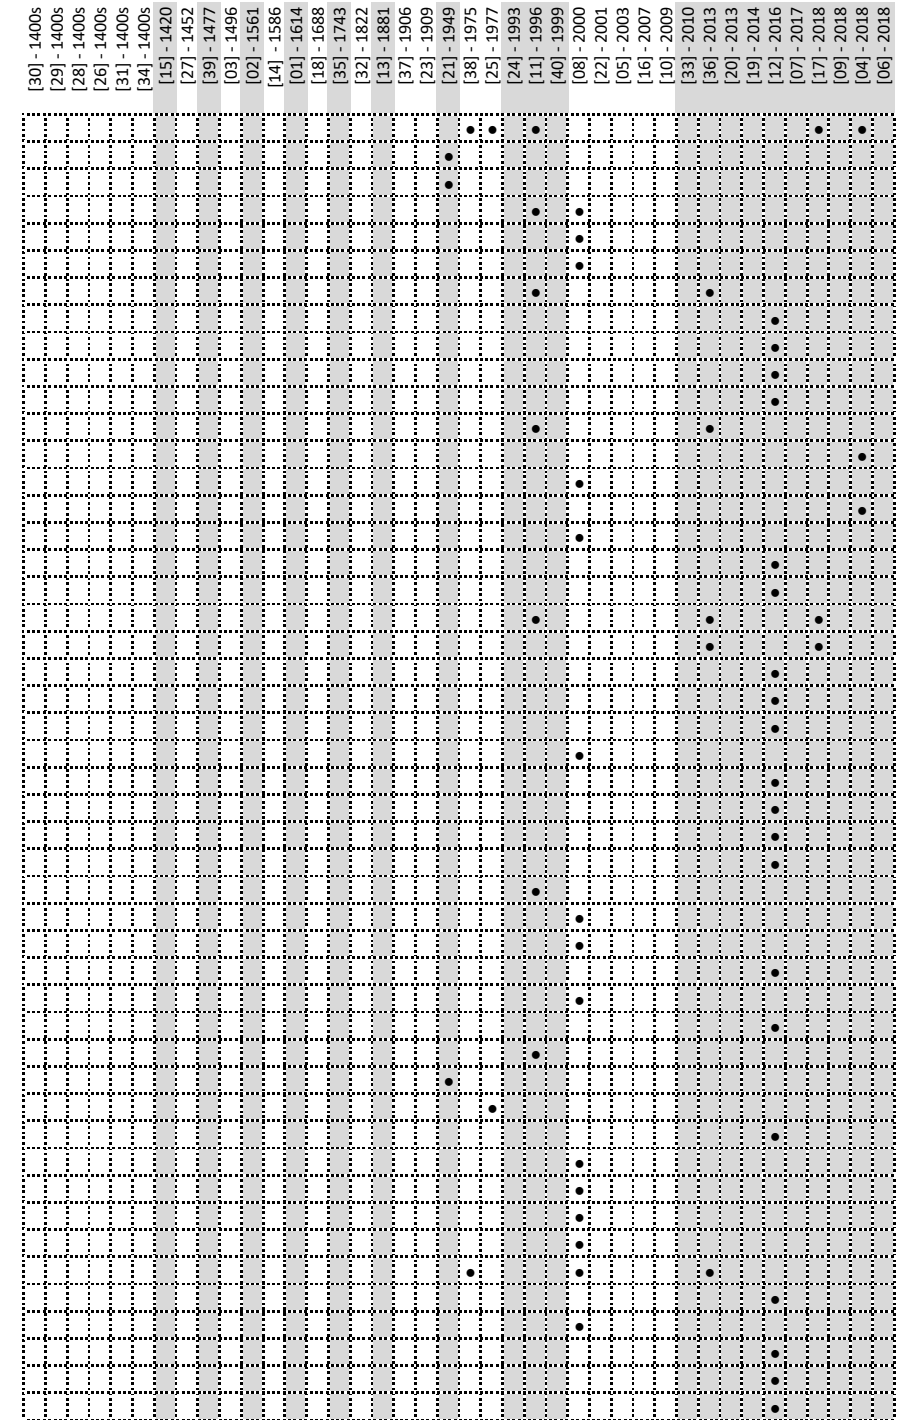 [30] - 1400s
[29] - 1400s
[28] - 1400s
[26] - 1400s
[31] - 1400s
[34] - 1400s
[15] - 1420
[27] - 1452
[39] - 1477
[03] - 1496
[02] - 1561
[14] - 1586
[01] - 1614
[18] - 1688
[35] - 1743
[32] - 1822
[13] - 1881
[37] - 1906
[23] - 1909
[21] - 1949
[38] - 1975
[25] - 1977
[24] - 1993
[11] - 1996
[40] - 1999
[08] - 2000
[22] - 2001
[05] - 2003
[16] - 2007
[10] - 2009
[33] - 2010
[36] - 2013
[20] - 2013
[19] - 2014
[12] - 2016
[07] - 2017
[17] - 2018
[09] - 2018
[04] - 2018
[06] - 2018